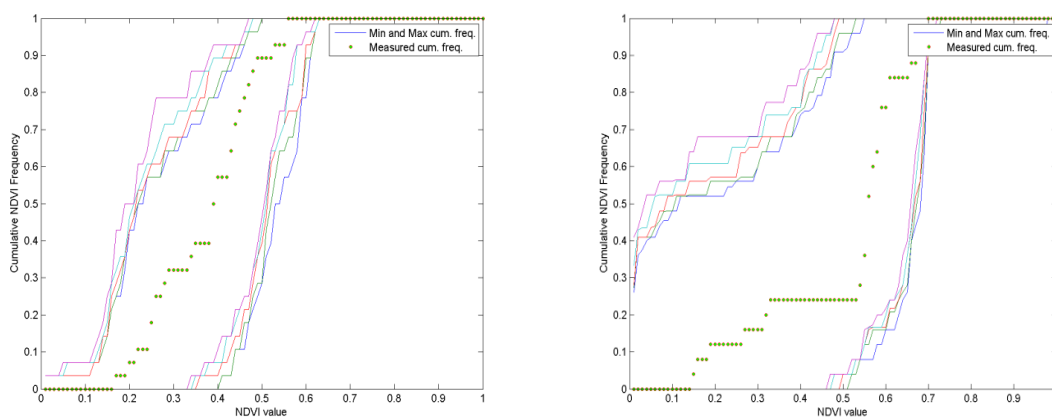 1
0.9
0.8
0.7
0.6
0.5
0.4
0.3
0.2
0.1
0
Cumulative NDVI Frequency
Min and Max cum. freq.
Measured cum. freq.
0 0.1 0.2 0.3 0.4 0.5 0.6 0.7 0.8 0.9 1
NDVI value
1
0.9
0.8
0.7
0.6
0.5
0.4
0.3
0.2
0.1
0
Cumulative NDVI Frequency
Min and Max cum. freq.
Measured cum. freq.
0 0.1 0.2 0.3 0.4 0.5 0.6 0.7 0.8 0.9
NDVI value